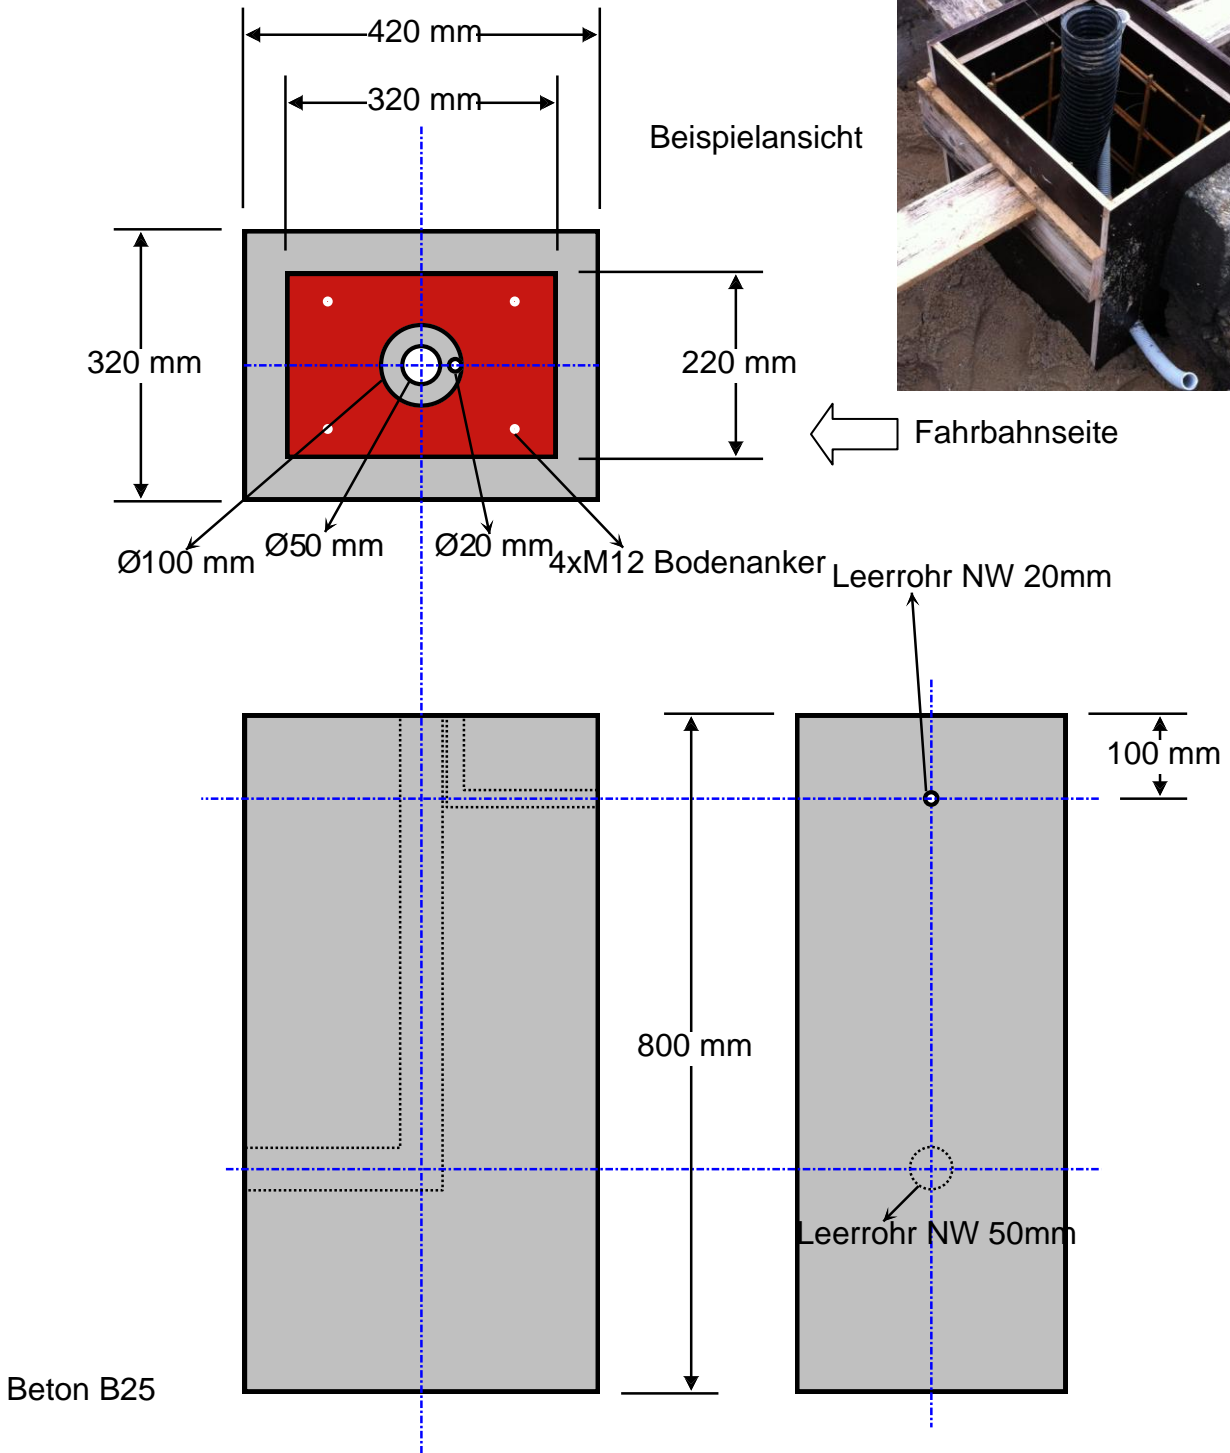 420 mm
320 mm
Beispielansicht
320 mm
220 mm
Fahrbahnseite
Ø100 mm
Ø50 mm
Ø20 mm
4xM12 Bodenanker
Leerrohr NW 20mm
100 mm
800 mm
Leerrohr NW 50mm
Beton B25